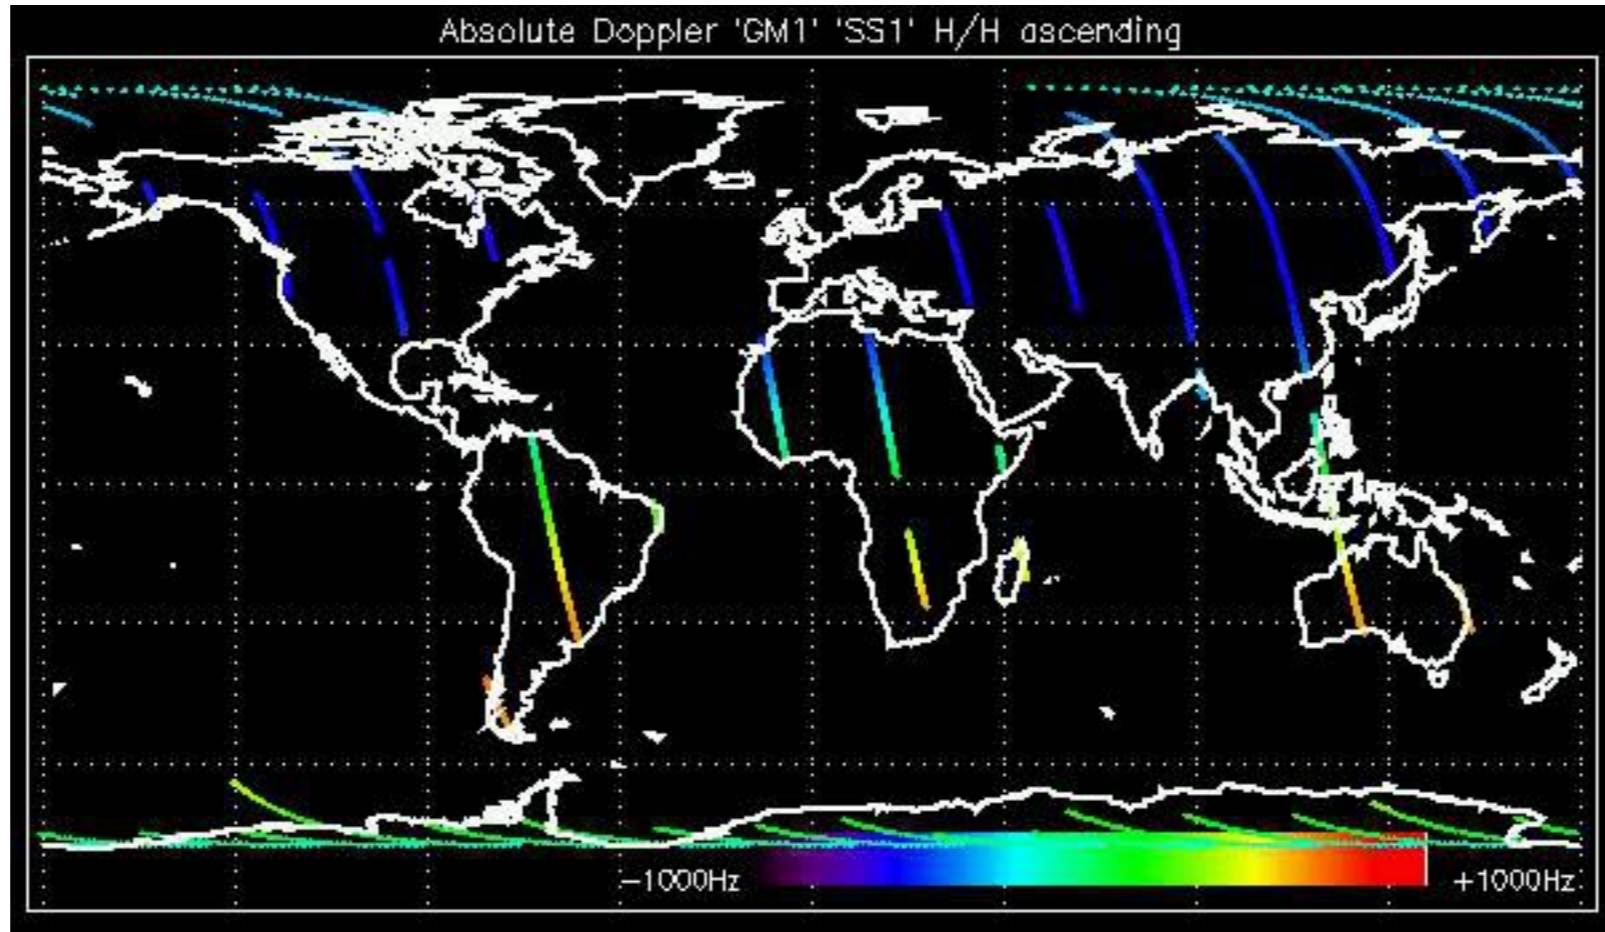 Absolute Doppler 'GM1' 'SS1' H/H ascending
−1000Hz +1000Hz